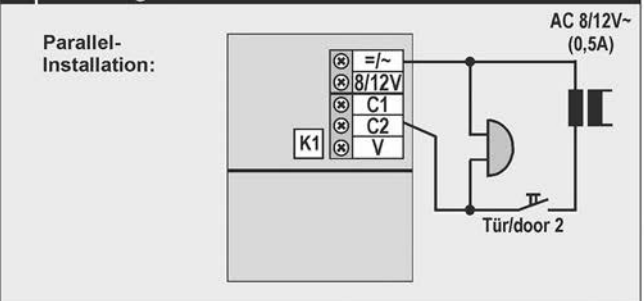 AC 8/12V~
(0,5A)
Parallel-
Installation:
=/~
8/12V
C1
C2
V
K1
Tür/door 2